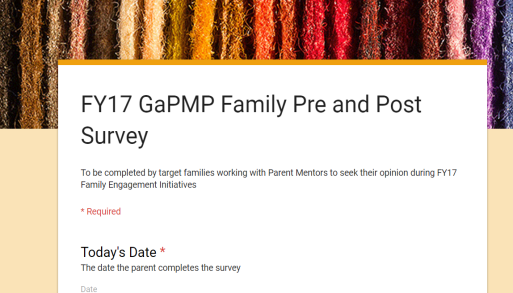 FY17 GaPMP Family Pre and Post
Survey
To be completed by target families working with Parent Mentors to seek their opinion during FY17
Family Engagement Initiatives
* Required
Today's Date *
The date the parent completes the survey
Date